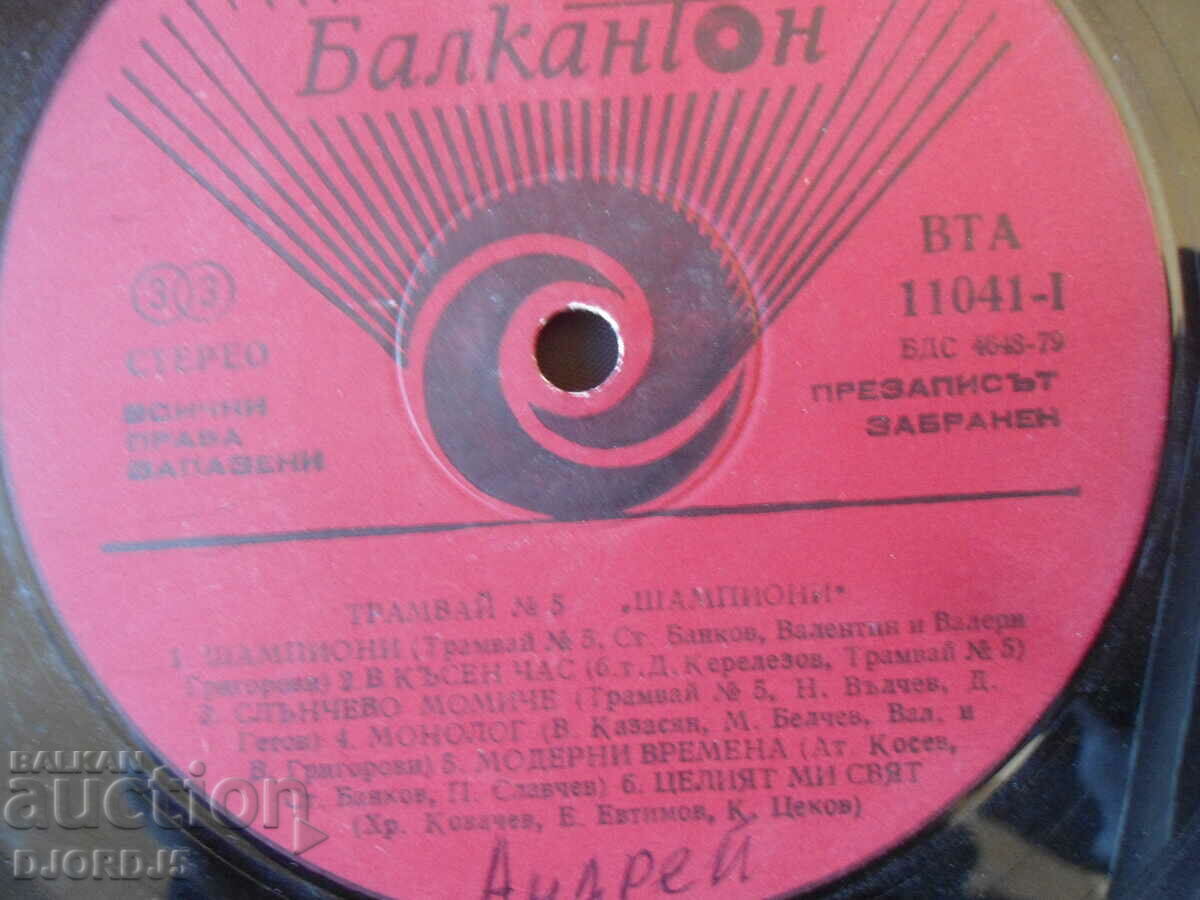 Балкантон
ВТА
11041-I
33
БДС 4648-79
СТЕРЕО
ПРЕЗАПИСЪТ
ЗАБРАНЕН
ВСИЧКИ
ПРАВА
ЗАПАЗЕНИ
ТРАМВАЙ № 5 „ШАМПИОНИ"
1. ШАМПИОНИ (Трамвай № 5, Ст. Банков, Валентин и Валери
Григорови) 2. В КЪСЕН ЧАС (б.т. Д. Керелезов, Трамвай № 5)
3. СЛЪНЧЕВО МОМИЧЕ (Трамвай № 5, Н. Вълчев, Д.
Гетов) 4. МОНОЛОГ (В. Казасян, М. Белчев, Вал. и
В. Григорови) 5. МОДЕРНИ ВРЕМЕНА (Ат. Косев,
Ст. Банков, П. Славчев) 6. ЦЕЛИЯТ МИ СВЯТ
(Хр. Ковачев, Е. Евтимов, К. Цеков)
Андрей
BALKAN
auction
DJORDJ5